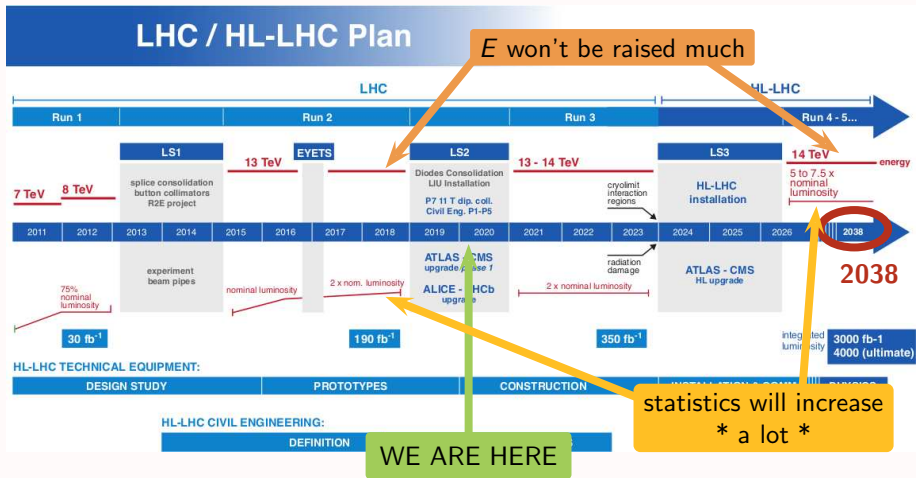 LHC / HL-LHC Plan
E won't be raised much
LHC
HL-LHC
Run 1
Run 2
Run 3
Run 4 - 5...
LS1
EYETS
LS2
LS3
14 TeV
energy
13 TeV
13 - 14 TeV
7 TeV
8 TeV
splice consolidation
button collimators
R2E project
Diodes Consolidation
LIU Installation
P7 11 T dip. coll.
Civil Eng. P1-P5
cryolimit
interaction
regions
HL-LHC
installation
5 to 7.5 x
nominal
luminosity
2011 2012 2013 2014 2015 2016 2017 2018 2019 2020 2021 2022 2023 2024 2025 2026 2038
2038
experiment
beam pipes
ATLAS - CMS
upgrade phase 1
ALICE - LHCb
upgrade
radiation
damage
ATLAS - CMS
HL upgrade
75%
nominal
luminosity
nominal luminosity
2 x nom. luminosity
2 x nominal luminosity
30 fb-1
190 fb-1
350 fb-1
integrated
luminosity
3000 fb-1
4000 (ultimate)
HL-LHC TECHNICAL EQUIPMENT:
DESIGN STUDY
PROTOTYPES
CONSTRUCTION
INSTALLATION & COMM.
PHYSICS
statistics will increase
* a lot *
HL-LHC CIVIL ENGINEERING:
DEFINITION
WE ARE HERE